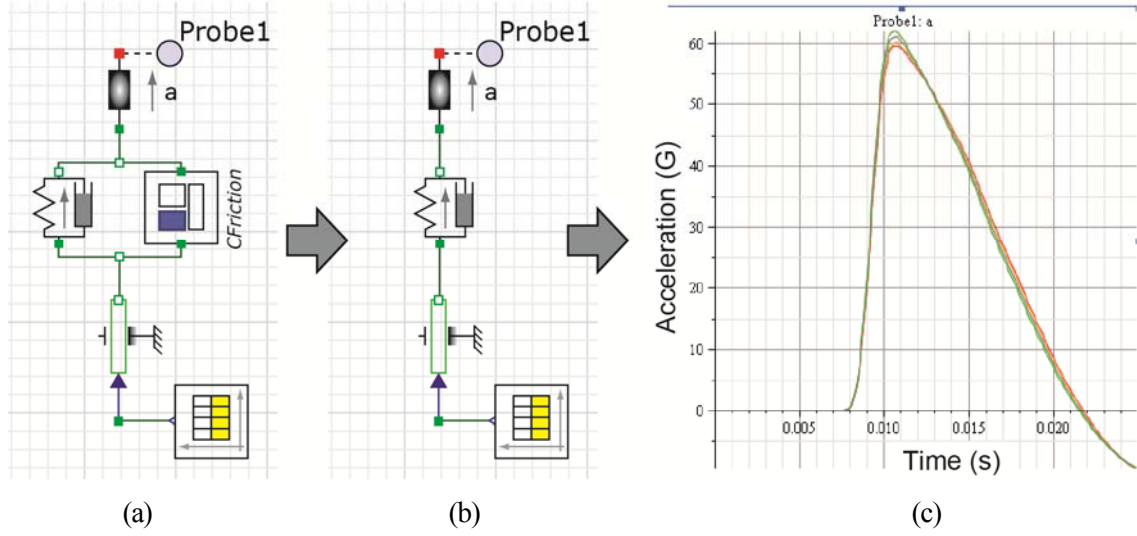 Probe1
a
CFriction
(a)
Probe1
a
(b)
Probe1: a
Acceleration (G)
60
50
40
30
20
10
0
0.005
0.010
0.015
0.020
Time (s)
(c)